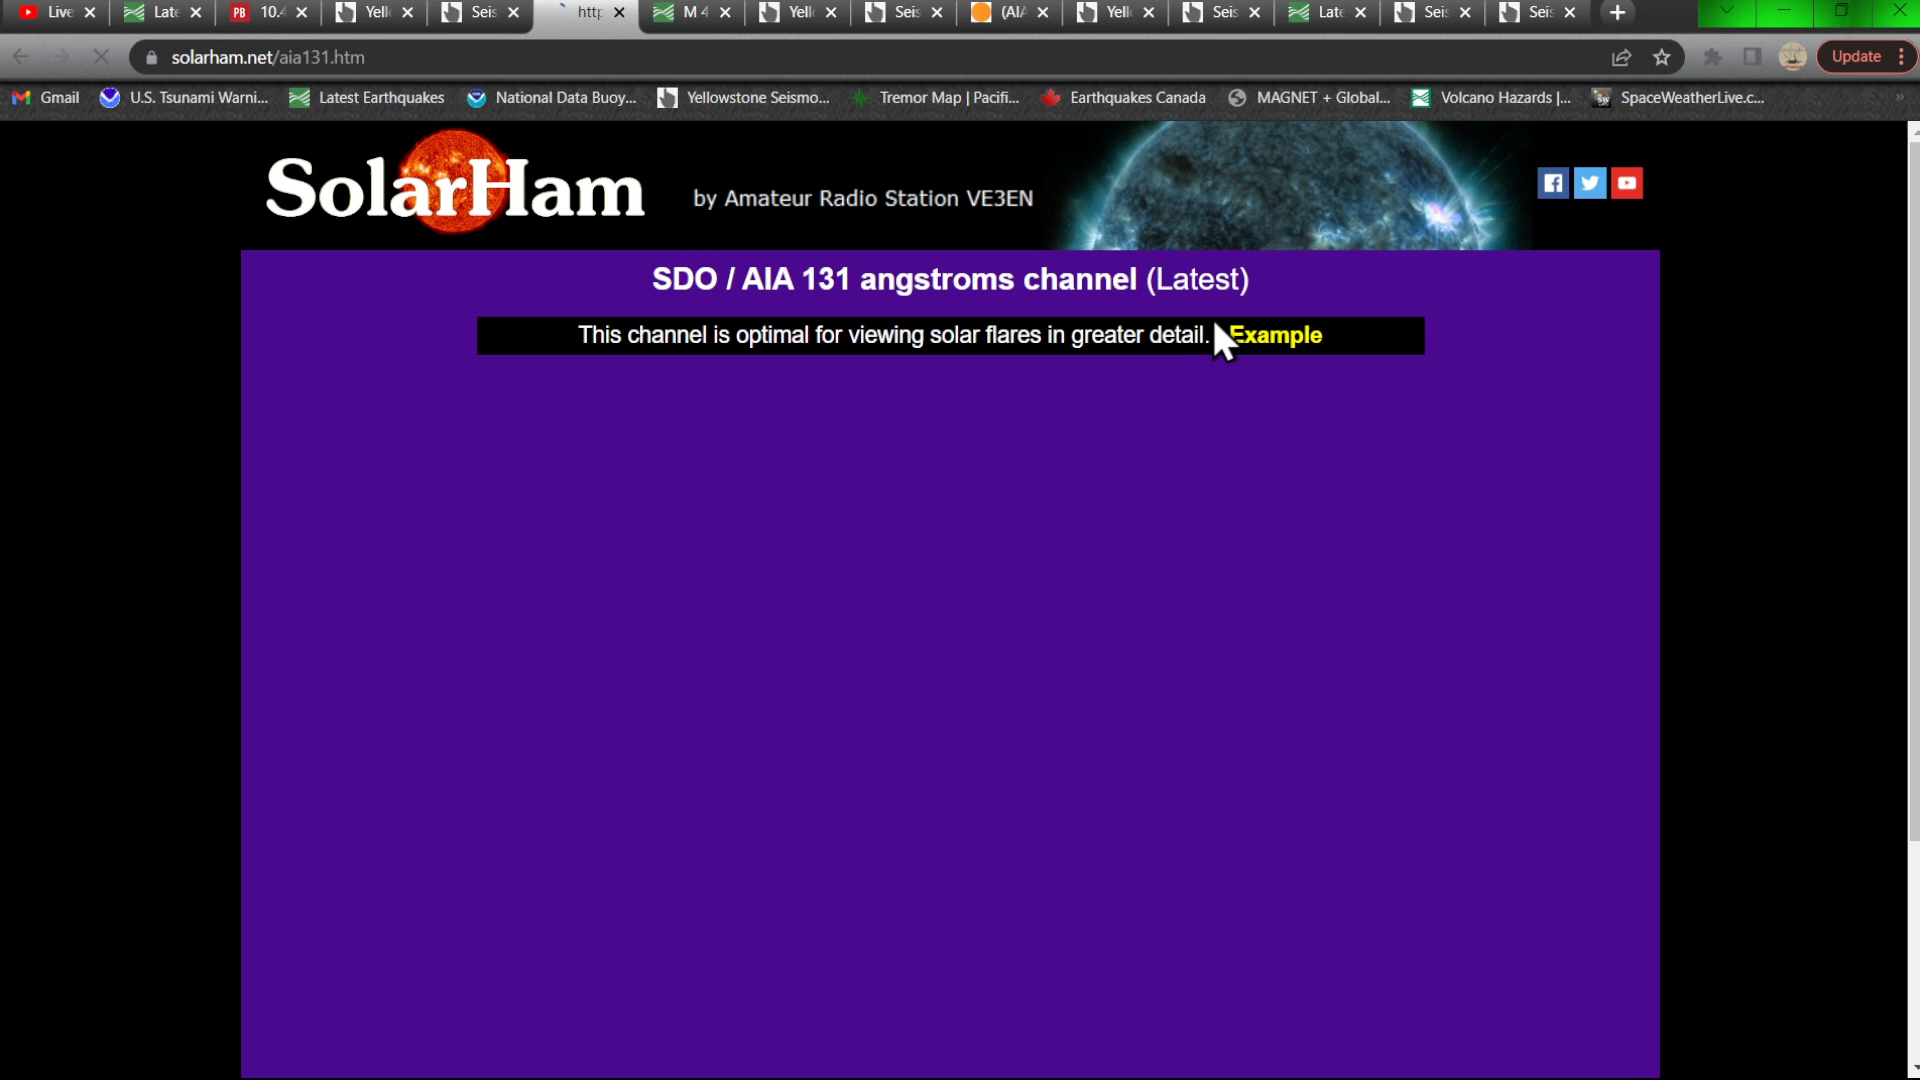 Live Late 10.4 Yell Seis http M 4 Yell Seis (AIA Yell Seis Late Seis Seis
solarham.net/aia131.htm Update
Gmail U.S. Tsunami Warni... Latest Earthquakes National Data Buoy... Yellowstone Seismo... Tremor Map | Pacifi... Earthquakes Canada MAGNET + Global... Volcano Hazards |... SpaceWeatherLive.c...
SolarHam by Amateur Radio Station VE3EN
SDO / AIA 131 angstroms channel (Latest)
This channel is optimal for viewing solar flares in greater detail. Example